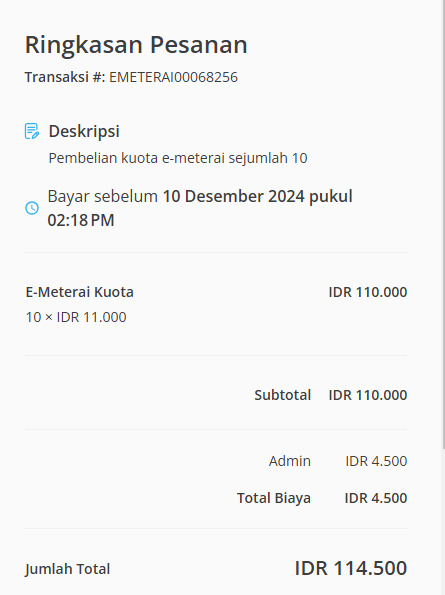 Ringkasan Pesanan
Transaksi #: EMETERAI00068256
Deskripsi
Pembelian kuota e-meterai sejumlah 10
Bayar sebelum 10 Desember 2024 pukul
02:18 PM
E-Meterai Kuota IDR 110.000
10 × IDR 11.000
Subtotal IDR 110.000
Admin IDR 4.500
Total Biaya IDR 4.500
Jumlah Total IDR 114.500